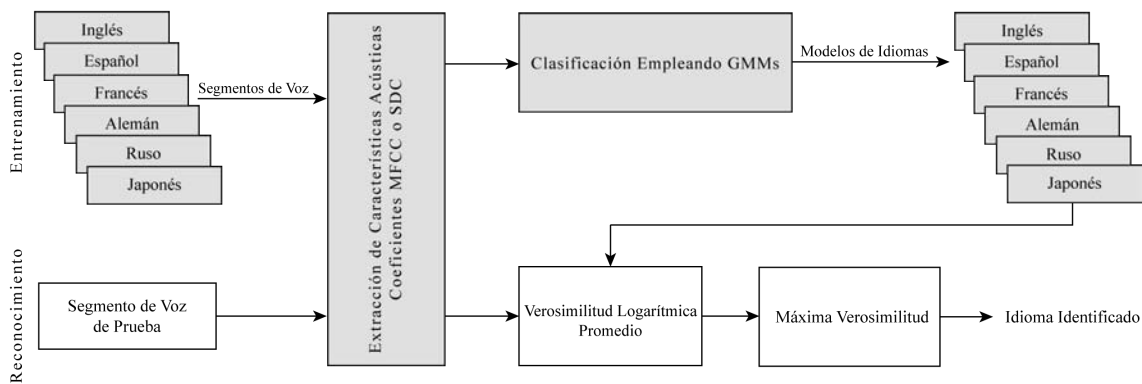 Entrenamiento
Inglés
Español
Francés
Alemán
Ruso
Japonés
Segmentos de Voz
Extracción de Características Acústicas
Coeficientes MFCC o SDC
Clasificación Empleando GMMs
Modelos de Idiomas
Inglés
Español
Francés
Alemán
Ruso
Japonés
Reconocimiento
Segmento de Voz
de Prueba
Verosimilitud Logarítmica
Promedio
Máxima Verosimilitud
Idioma Identificado